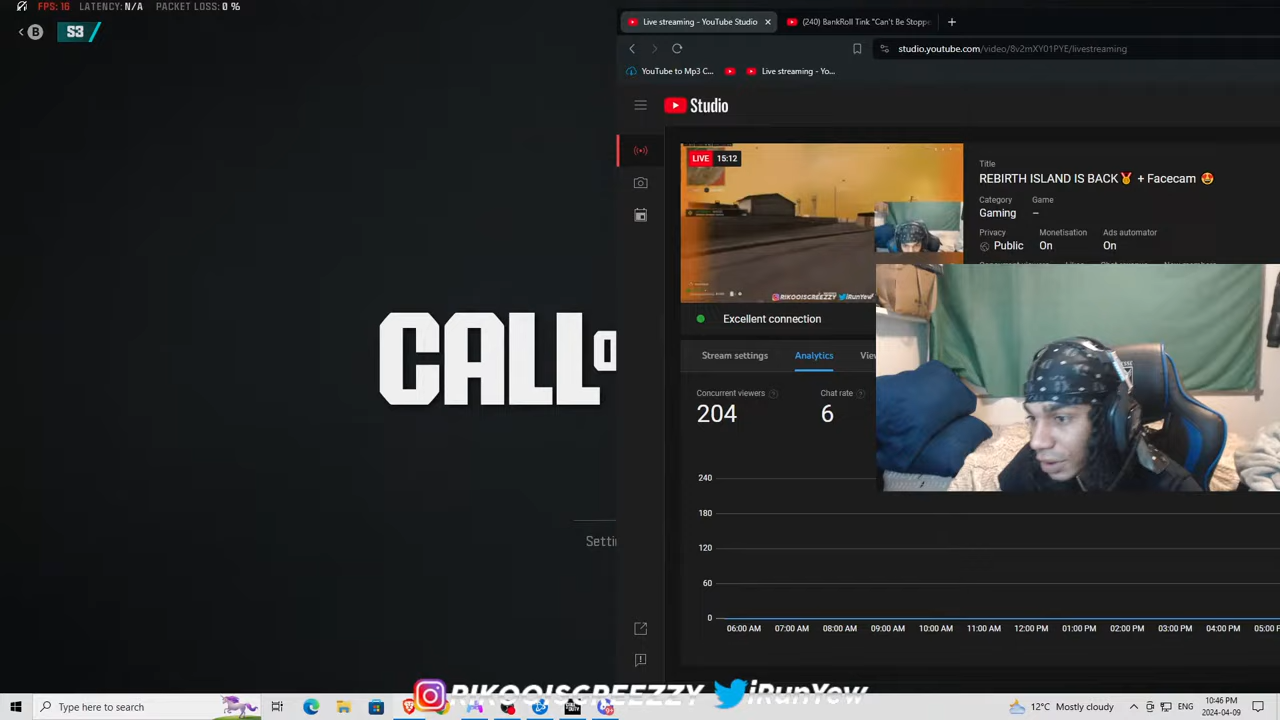 FPS: 16 LATENCY: N/A PACKET LOSS: 0 %
B S3
Live streaming - YouTube Studio
(240) BankRoll Tink "Can't Be Stoppe
studio.youtube.com/video/8v2mXY01PYE/livestreaming
YouTube to Mp3 C...
Live streaming - Yo...
Studio
LIVE 15:12
Title
REBIRTH ISLAND IS BACK🏅 + Facecam 🤩
Category Game
Gaming –
Privacy Monetisation Ads automator
Public On On
RIKOOISGREEZZY iRunYew
Excellent connection
CALL O
Stream settings Analytics
Concurrent viewers Chat rate
204 6
240
180
Setti
120
60
0
06:00 AM 07:00 AM 08:00 AM 09:00 AM 10:00 AM 11:00 AM 12:00 PM 01:00 PM 02:00 PM 03:00 PM 04:00 PM 05:00 P
RIKOOISGREEZZY iRunYew
Type here to search
12°C Mostly cloudy
ENG
10:46 PM
2024-04-09